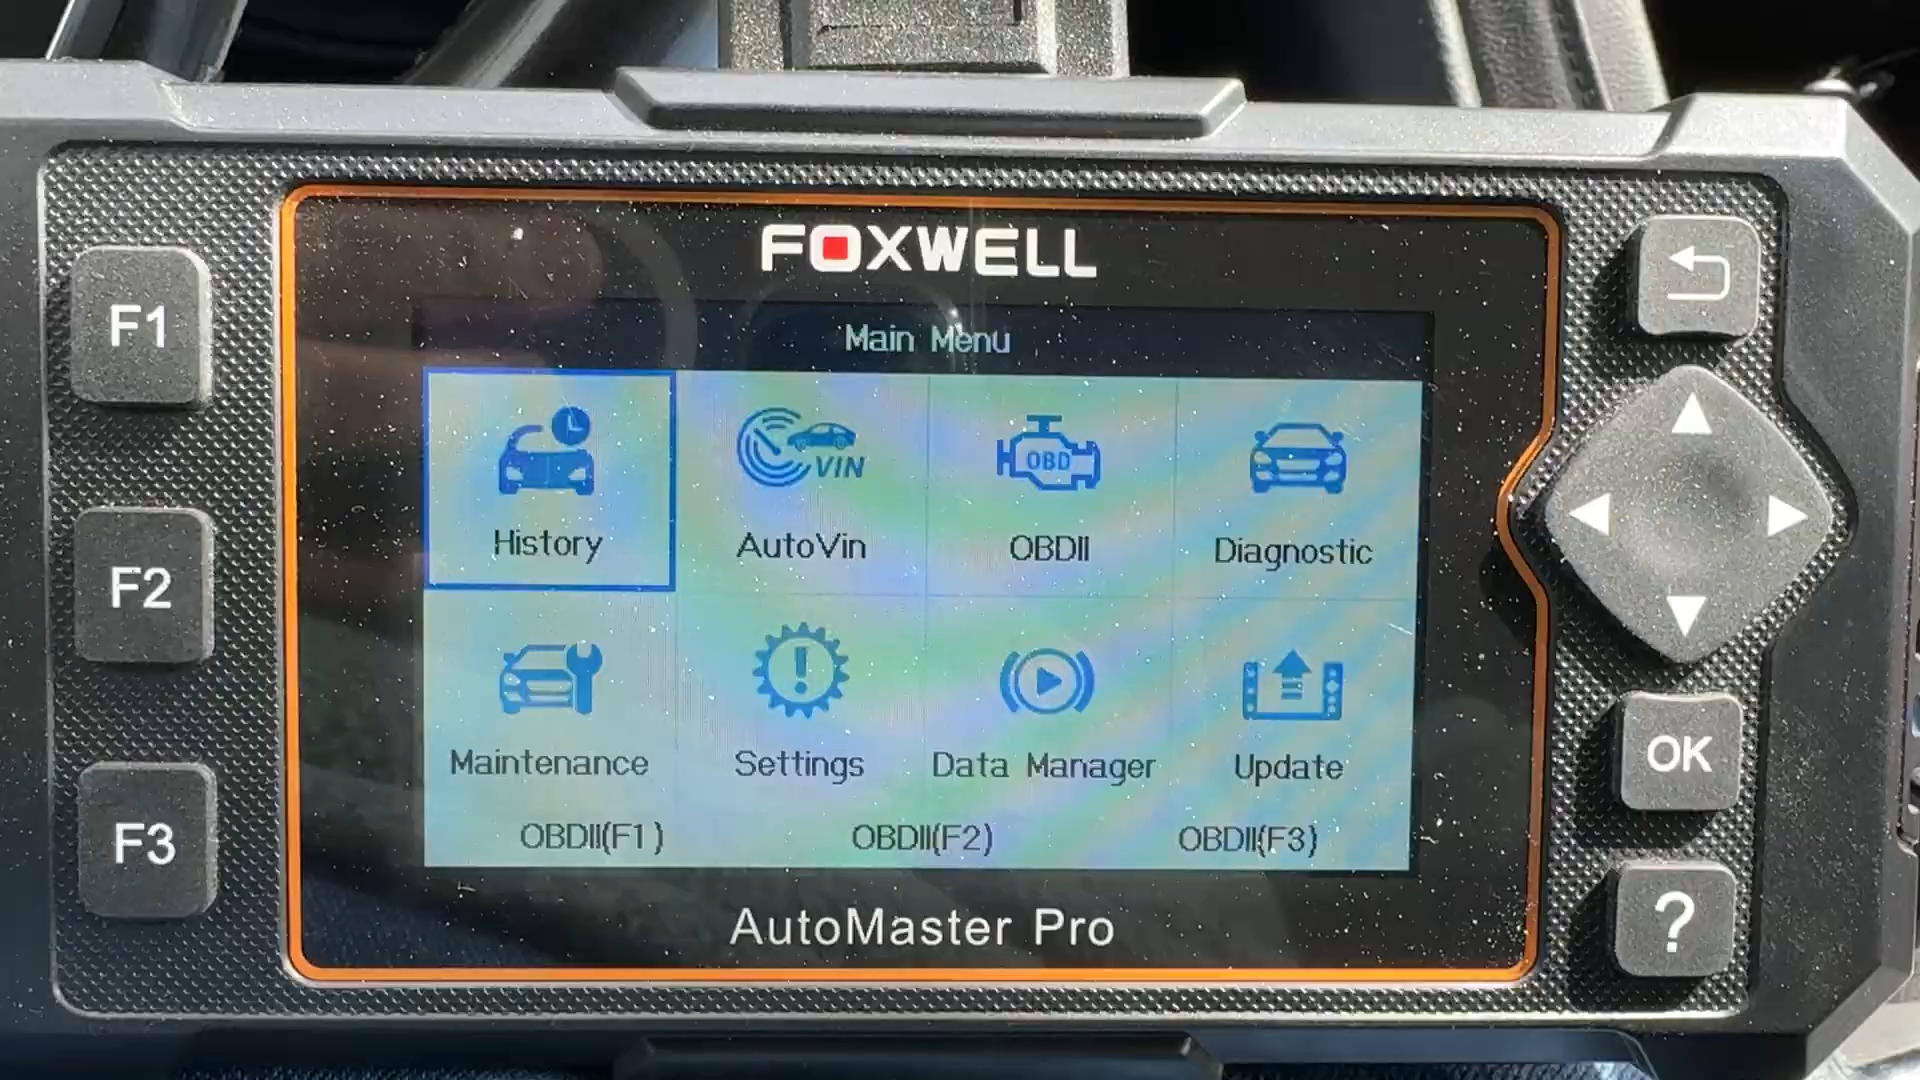 FOXWELL
Main Menu
VIN
OBD
History
AutoVin
OBDII
Diagnostic
Maintenance
Settings
Data Manager
Update
OBDII(F1)
OBDII(F2)
OBDII(F3)
AutoMaster Pro
F1
F2
F3
OK
?